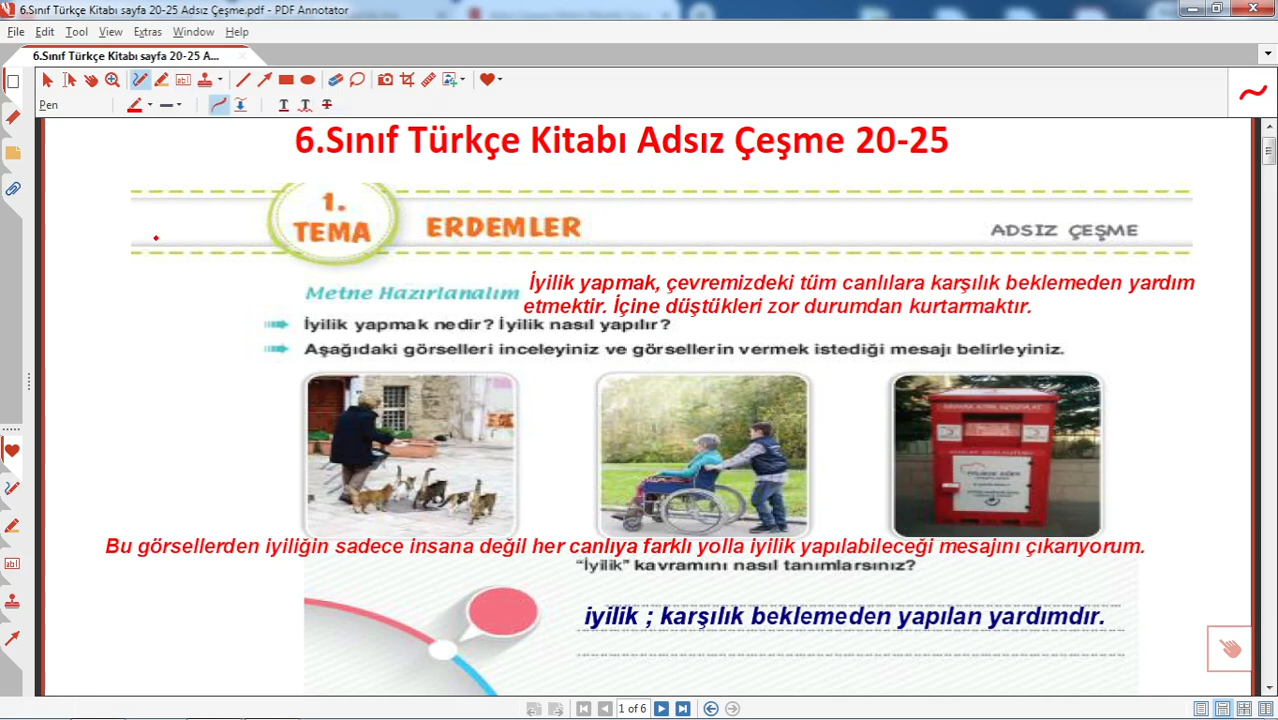 6.Sınıf Türkçe Kitabı sayfa 20-25 Adsız Çeşme.pdf - PDF Annotator
File Edit Tool View Extras Window Help
6.Sınıf Türkçe Kitabı sayfa 20-25 A...
Pen
6.Sınıf Türkçe Kitabı Adsız Çeşme 20-25
1.
TEMA
ERDEMLER
ADSIZ ÇEŞME
Metne Hazırlanalım
İyilik yapmak, çevremizdeki tüm canlılara karşılık beklemeden yardım
etmektir. İçine düştükleri zor durumdan kurtarmaktır.
İyilik yapmak nedir? İyilik nasıl yapılır?
Aşağıdaki görselleri inceleyiniz ve görsellerin vermek istediği mesajı belirleyiniz.
Bu görsellerden iyiliğin sadece insana değil her canlıya farklı yolla iyilik yapılabileceği mesajını çıkarıyorum.
“İyilik” kavramını nasıl tanımlarsınız?
iyilik ; karşılık beklemeden yapılan yardımdır.
1 of 6